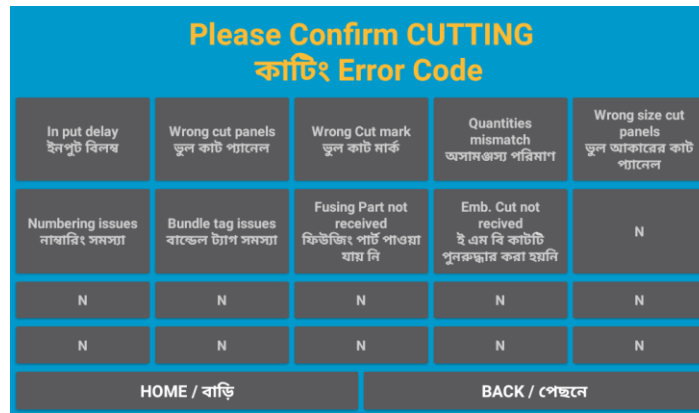 Please Confirm CUTTING
কাটিং Error Code
In put delay
ইনপুট বিলম্ব
Wrong cut panels
ভুল কাট প্যানেল
Wrong Cut mark
ভুল কাট মার্ক
Quantities
mismatch
অসামঞ্জস্য পরিমাণ
Wrong size cut
panels
ভুল আকারের কাট
প্যানেল
Numbering issues
নাম্বারিং সমস্যা
Bundle tag issues
বান্ডেল ট্যাগ সমস্যা
Fusing Part not
received
ফিউজিং পার্ট পাওয়া
যায় নি
Emb. Cut not
recived
ই এম বি কাটটি
পুনরুদ্ধার করা হয়নি
N
N
N
N
N
N
N
N
N
N
N
HOME / বাড়ি
BACK / পেছনে